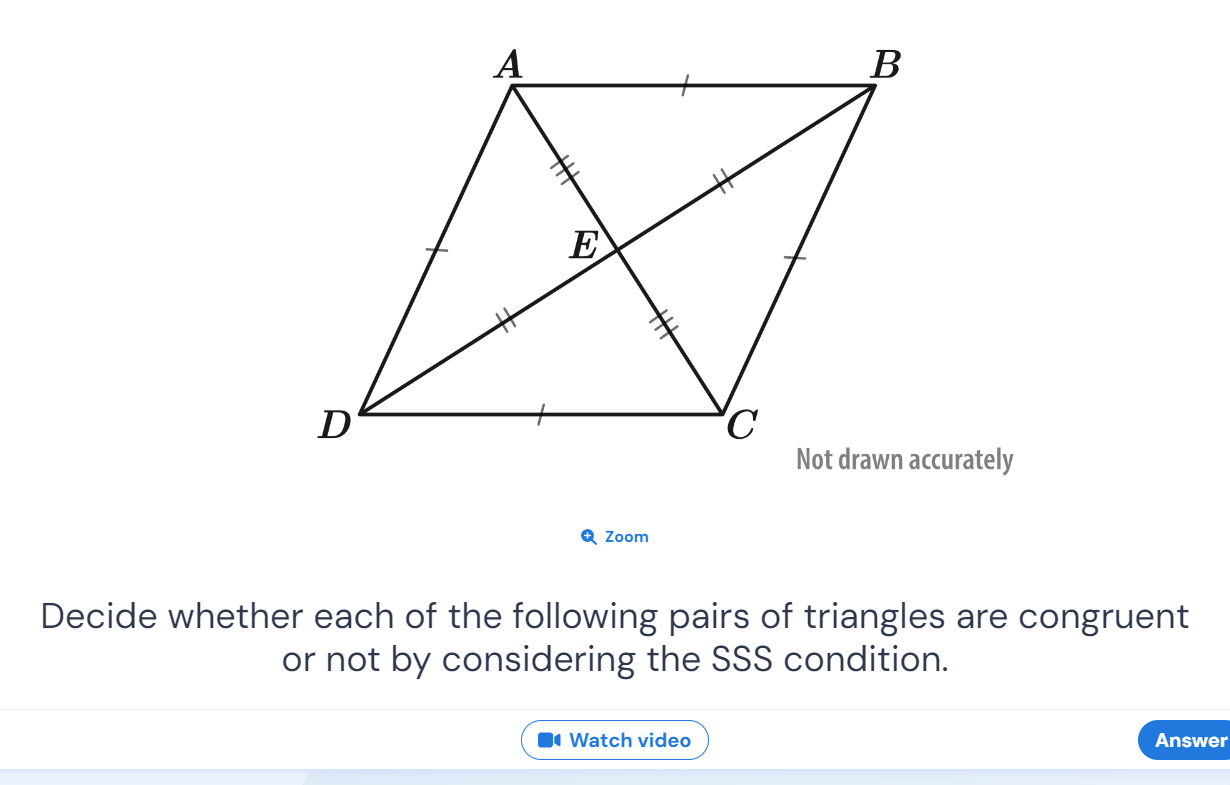 A
B
E
D
C
Not drawn accurately
Zoom
Decide whether each of the following pairs of triangles are congruent
or not by considering the SSS condition.
Watch video
Answer